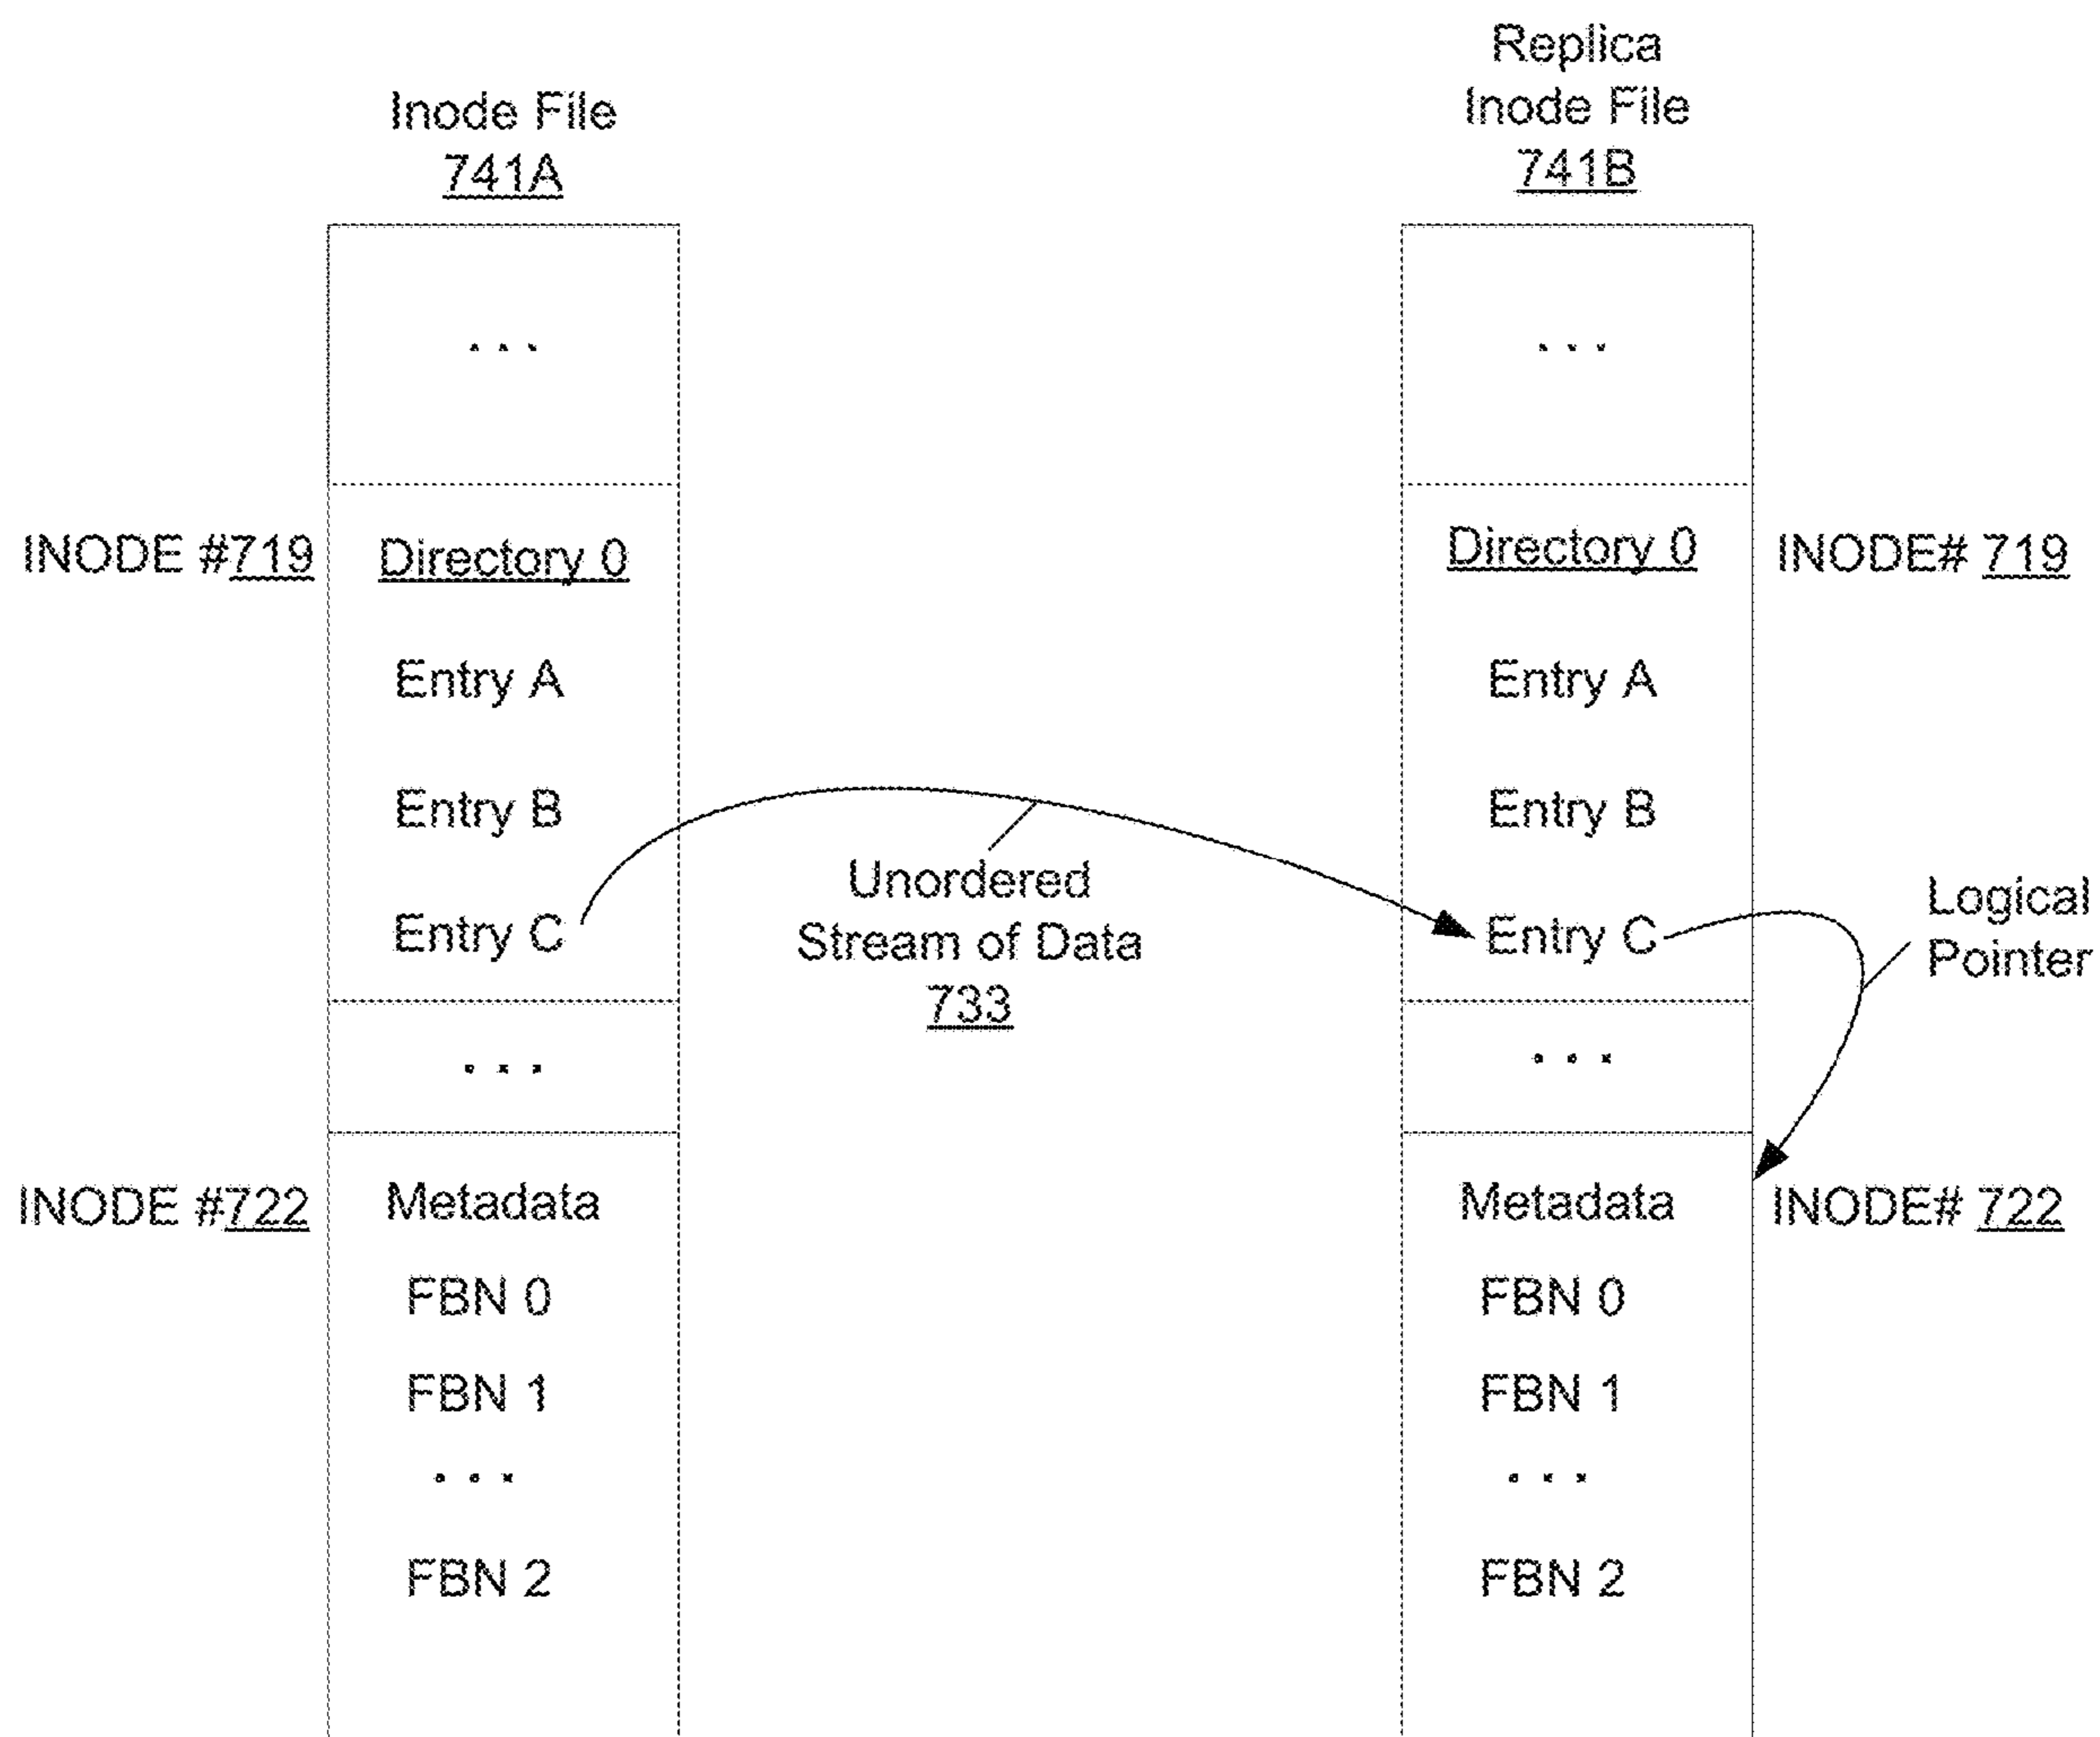 Inode File
741A
Replica
Inode File
741B
. . .
. . .
INODE #719
Directory 0
Directory 0
INODE# 719
Entry A
Entry A
Entry B
Entry B
Entry C
Unordered
Stream of Data
733
Entry C
Logical
Pointer
. . .
. . .
INODE #722
Metadata
Metadata
INODE# 722
FBN 0
FBN 0
FBN 1
FBN 1
. . .
. . .
FBN 2
FBN 2